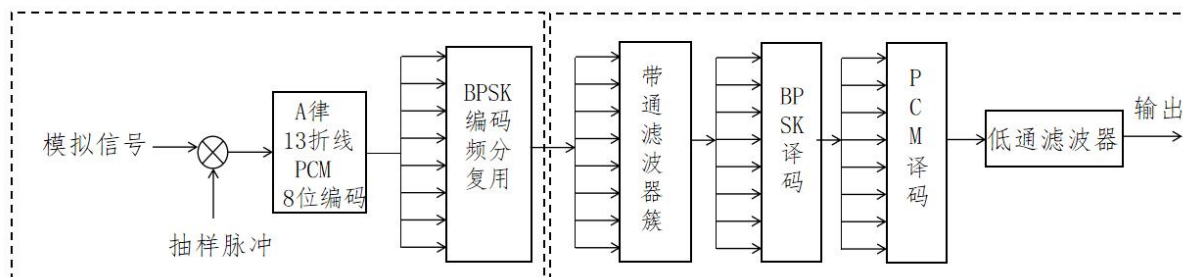 模拟信号
抽样脉冲
A律
13折线
PCM
8位编码
BPSK
编码
频分
复用
带
通
滤
波
器
簇
BP
SK
译
码
P
C
M
译
码
低通滤波器
输出